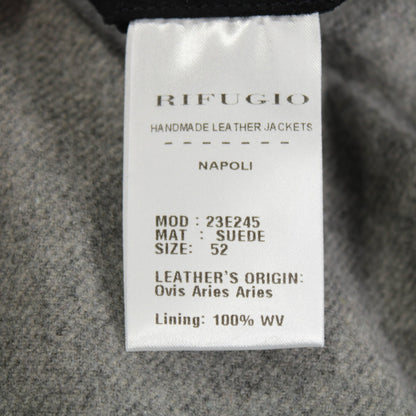 RIFUGIO
HANDMADE LEATHER JACKETS
- - - - - - -
NAPOLI
MOD : 23E245
MAT : SUEDE
SIZE: 52
LEATHER'S ORIGIN:
Ovis Aries Aries
Lining: 100% WV